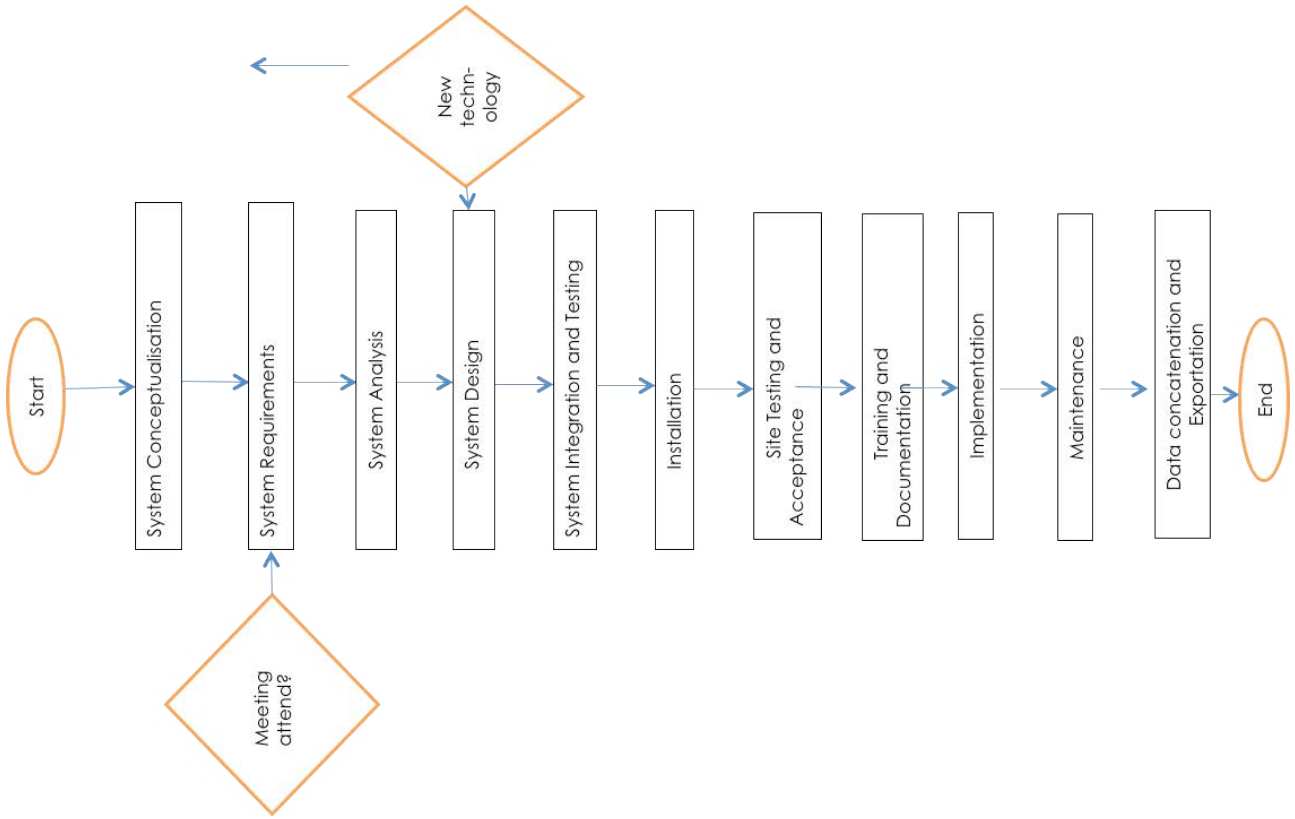 Start
System Conceptualisation
Meeting
attend?
System Requirements
System Analysis
New
techn-
ology
System Design
System Integration and Testing
Installation
Site Testing and
Acceptance
Training and
Documentation
Implementation
Maintenance
Data concatenation and
Exportation
End